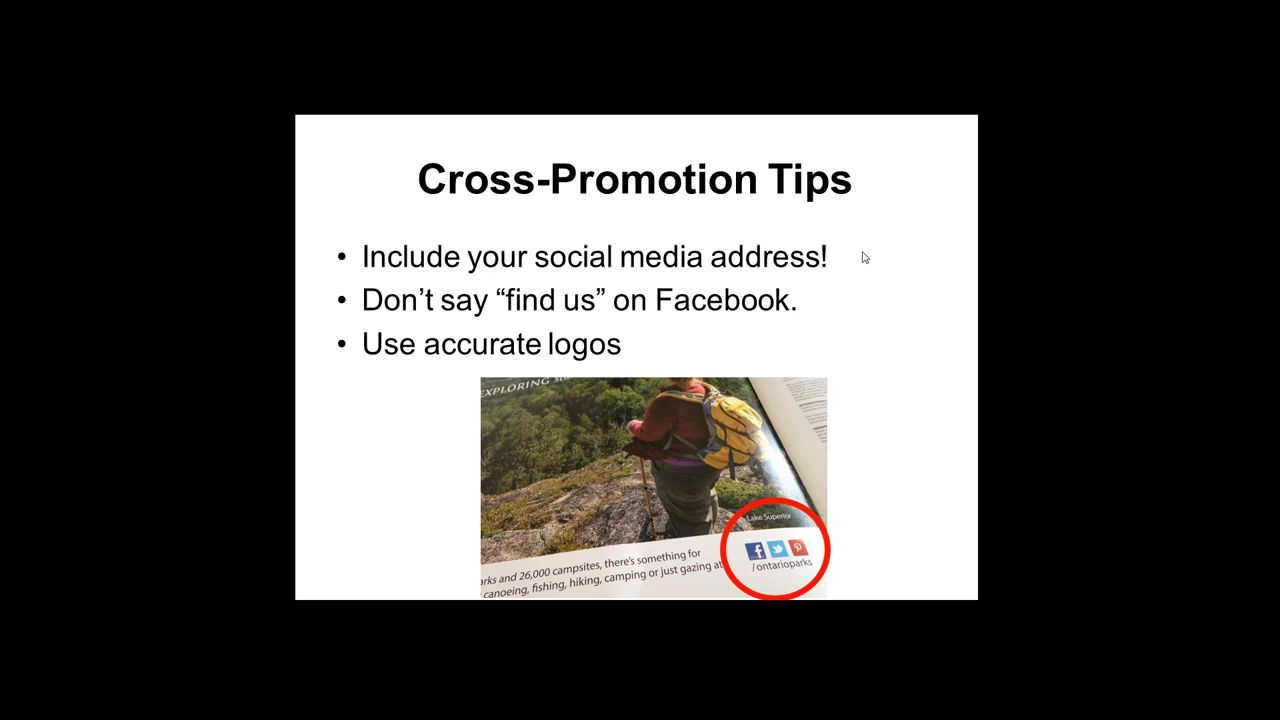 Cross-Promotion Tips
• Include your social media address!
• Don’t say “find us” on Facebook.
• Use accurate logos
EXPLORING
Lake Superior
arks and 26,000 campsites, there's something for
canoeing, fishing, hiking, camping or just gazing at
/ontarioparks